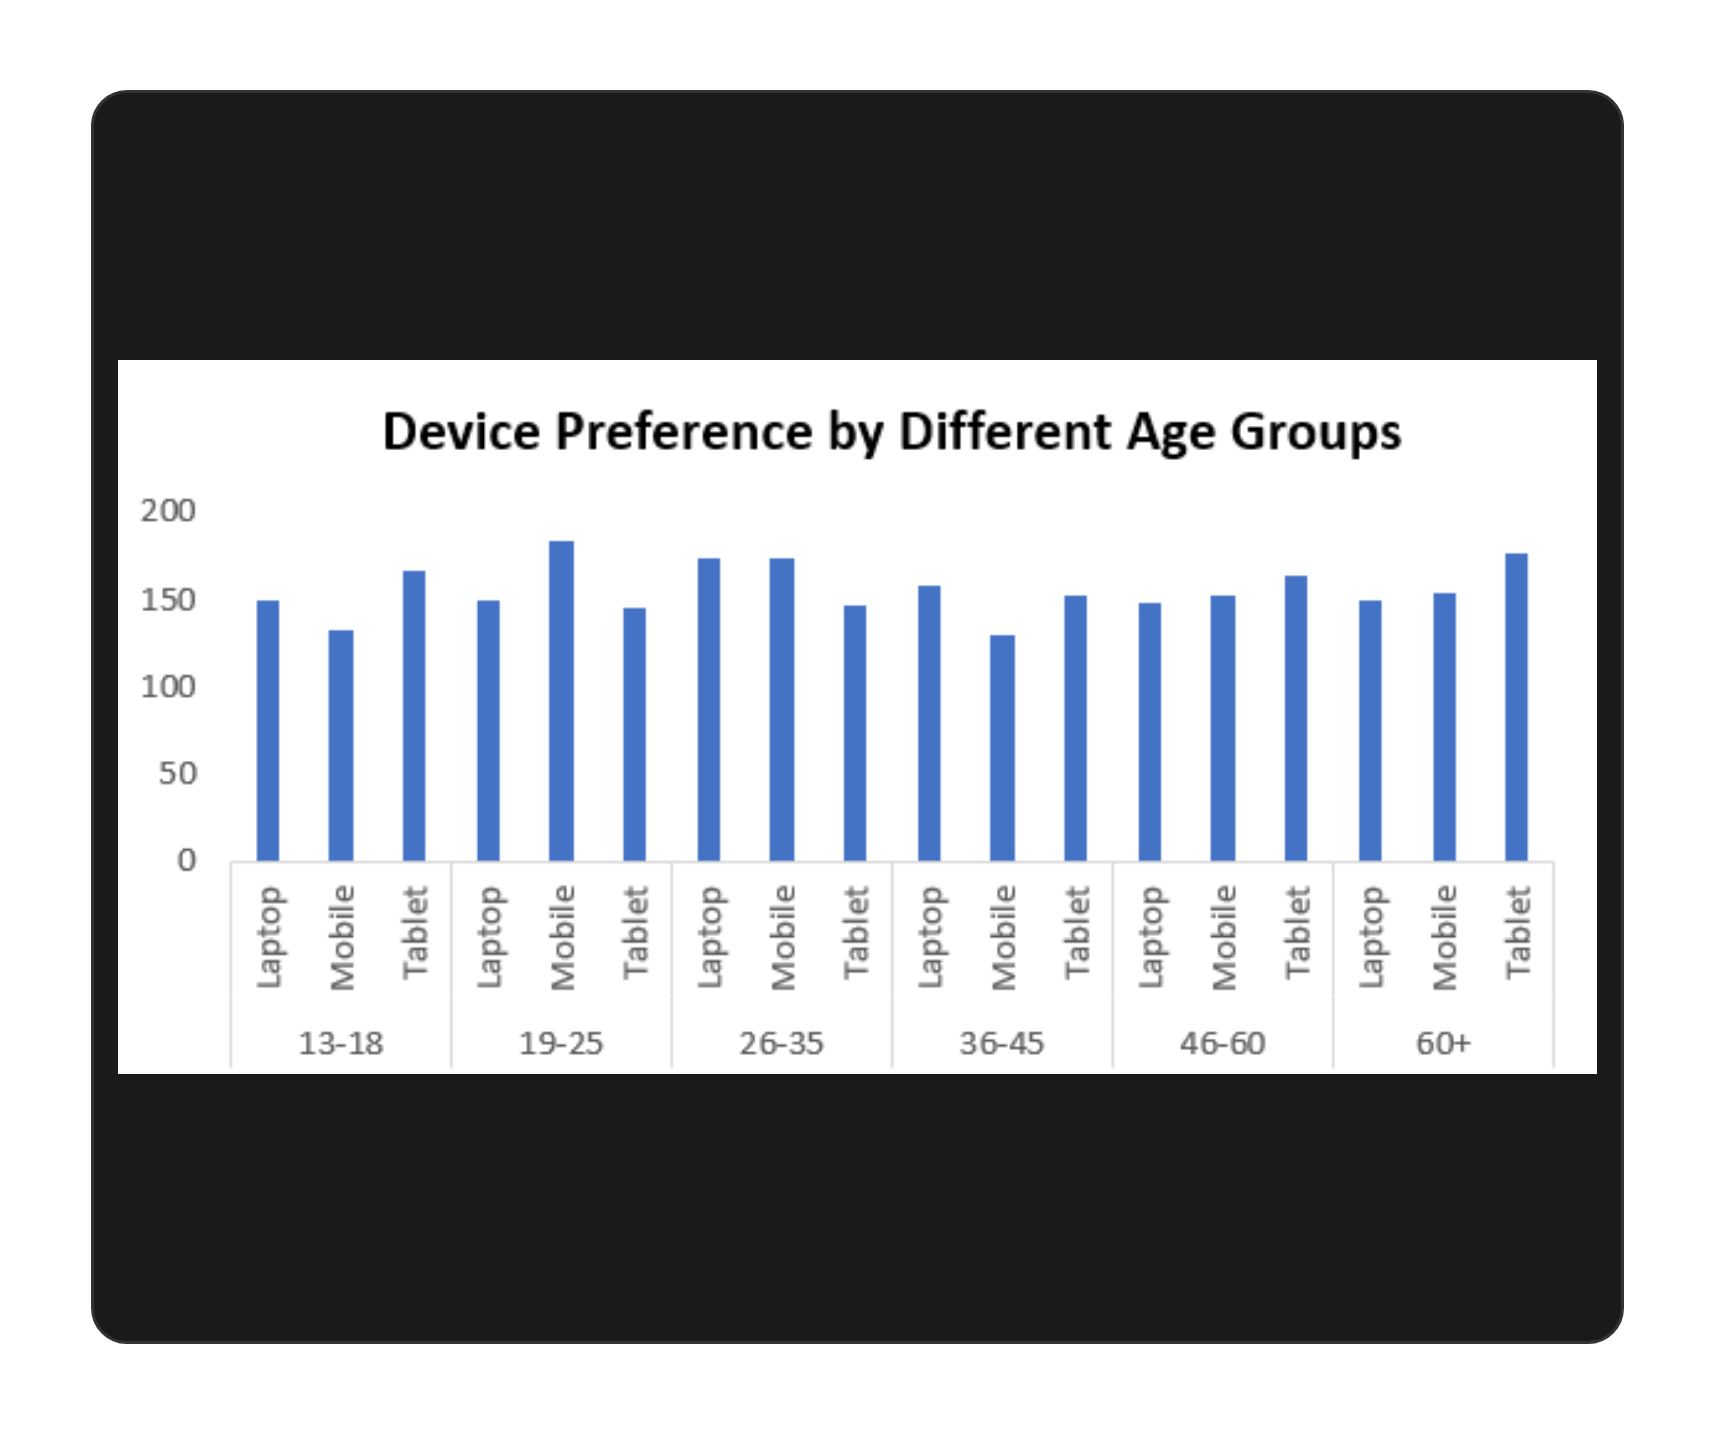 Device Preference by Different Age Groups
200
150
100
50
0
Laptop Mobile Tablet Laptop Mobile Tablet Laptop Mobile Tablet Laptop Mobile Tablet Laptop Mobile Tablet Laptop Mobile Tablet
13-18 19-25 26-35 36-45 46-60 60+